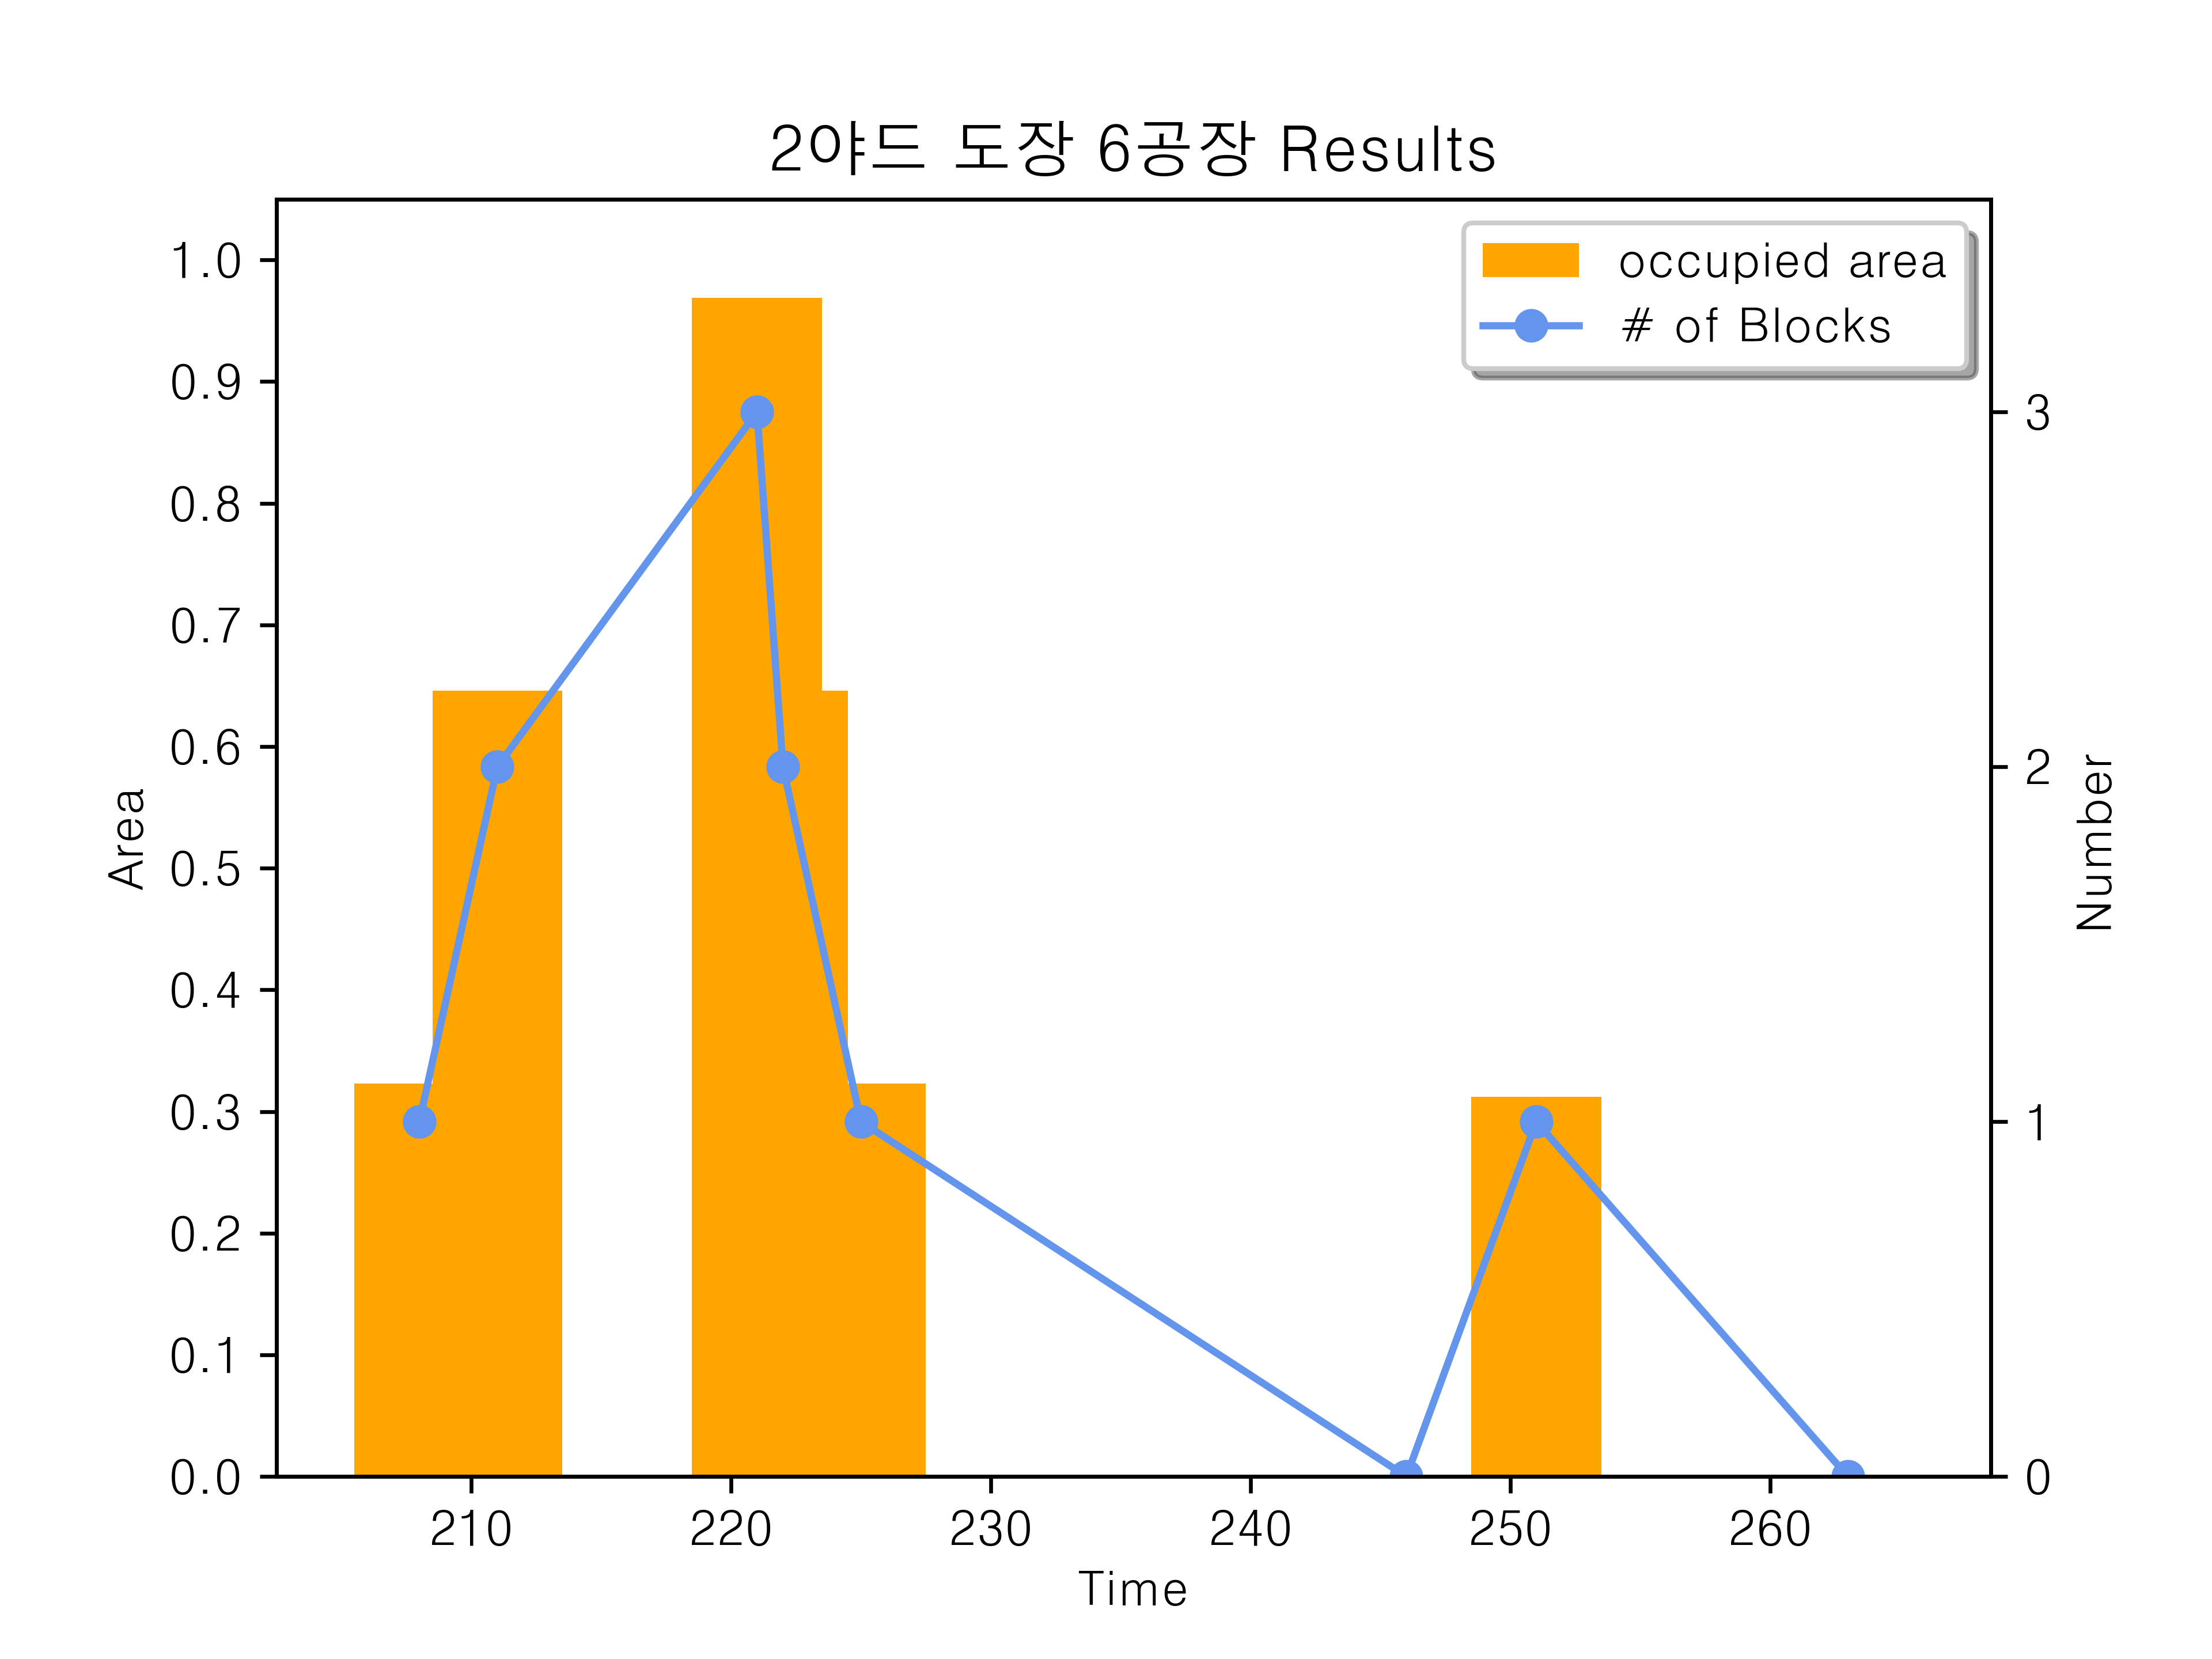 2야드 도장 6공장 Results
occupied area
# of Blocks
1.0
0.9
0.8
0.7
0.6
0.5
0.4
0.3
0.2
0.1
0.0
Area
3
2
1
0
Number
210 220 230 240 250 260
Time